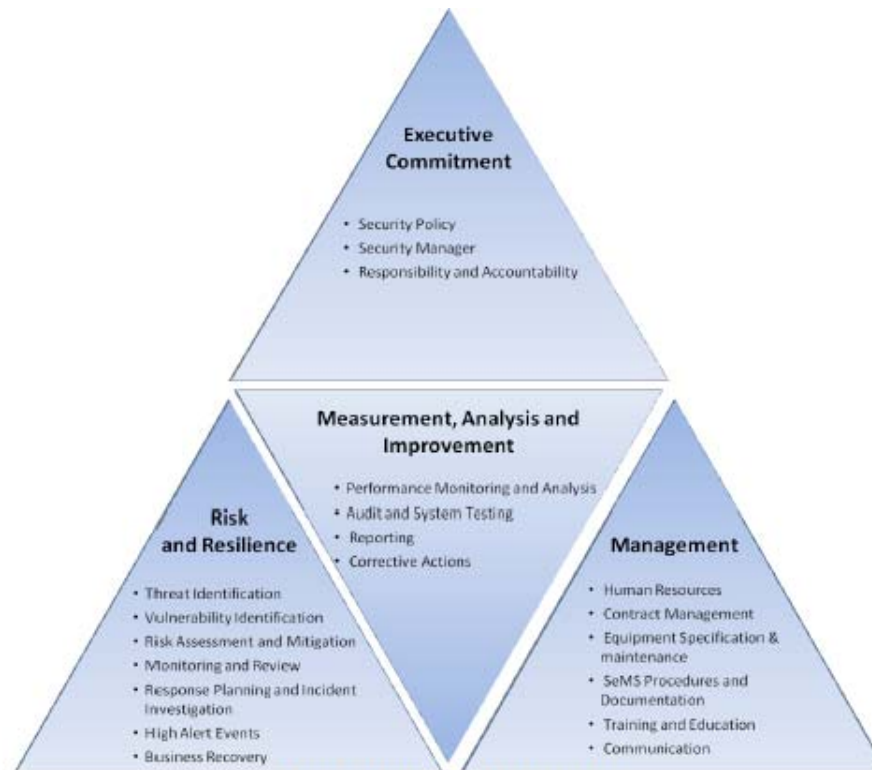 Executive
Commitment
• Security Policy
• Security Manager
• Responsibility and Accountability
Measurement, Analysis and
Improvement
• Performance Monitoring and Analysis
• Audit and System Testing
• Reporting
• Corrective Actions
Risk
and Resilience
• Threat Identification
• Vulnerability Identification
• Risk Assessment and Mitigation
• Monitoring and Review
• Response Planning and Incident
Investigation
• High Alert Events
• Business Recovery
Management
• Human Resources
• Contract Management
• Equipment Specification &
maintenance
• SeMS Procedures and
Documentation
• Training and Education
• Communication